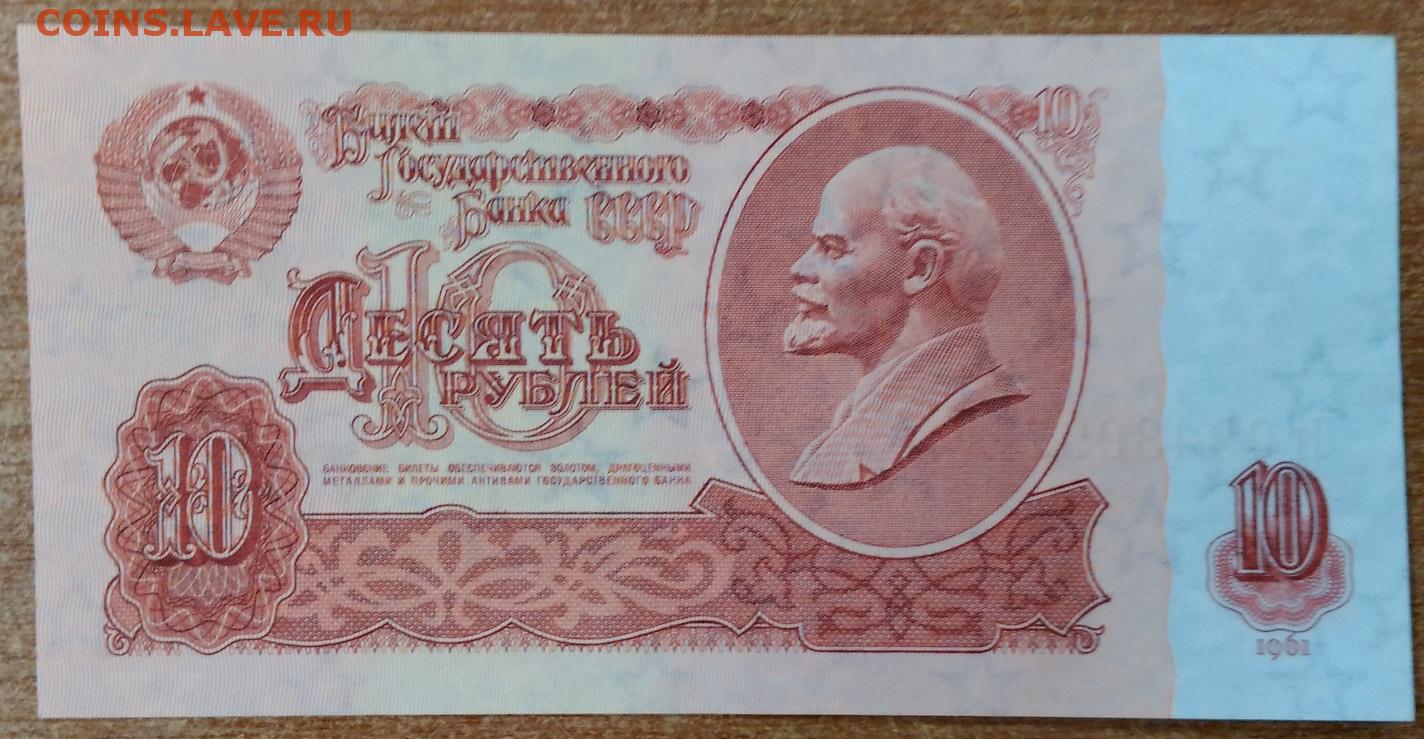 COINS.LAVE.RU
Билет
Государственного
Банка СССР
10
10
Десять
рублей
БАНКОВСКИЕ БИЛЕТЫ ОБЕСПЕЧИВАЮТСЯ ЗОЛОТОМ, ДРАГОЦЕННЫМИ
МЕТАЛЛАМИ И ПРОЧИМИ АКТИВАМИ ГОСУДАРСТВЕННОГО БАНКА
10
10
1961